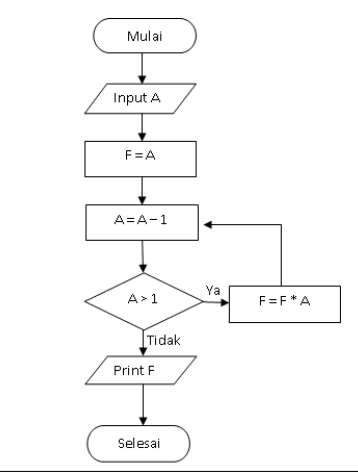 Mulai
Input A
F = A
A = A – 1
A > 1
Ya
F = F * A
Tidak
Print F
Selesai